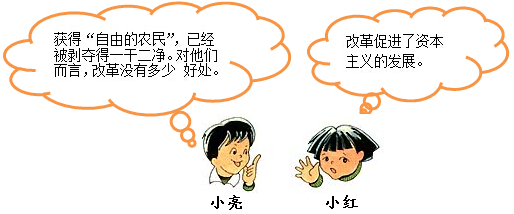 获得“自由的农民”，已经
被剥夺得一干二净。对他们
而言，改革没有多少 好处。
改革促进了资本
主义的发展。
小亮
小红